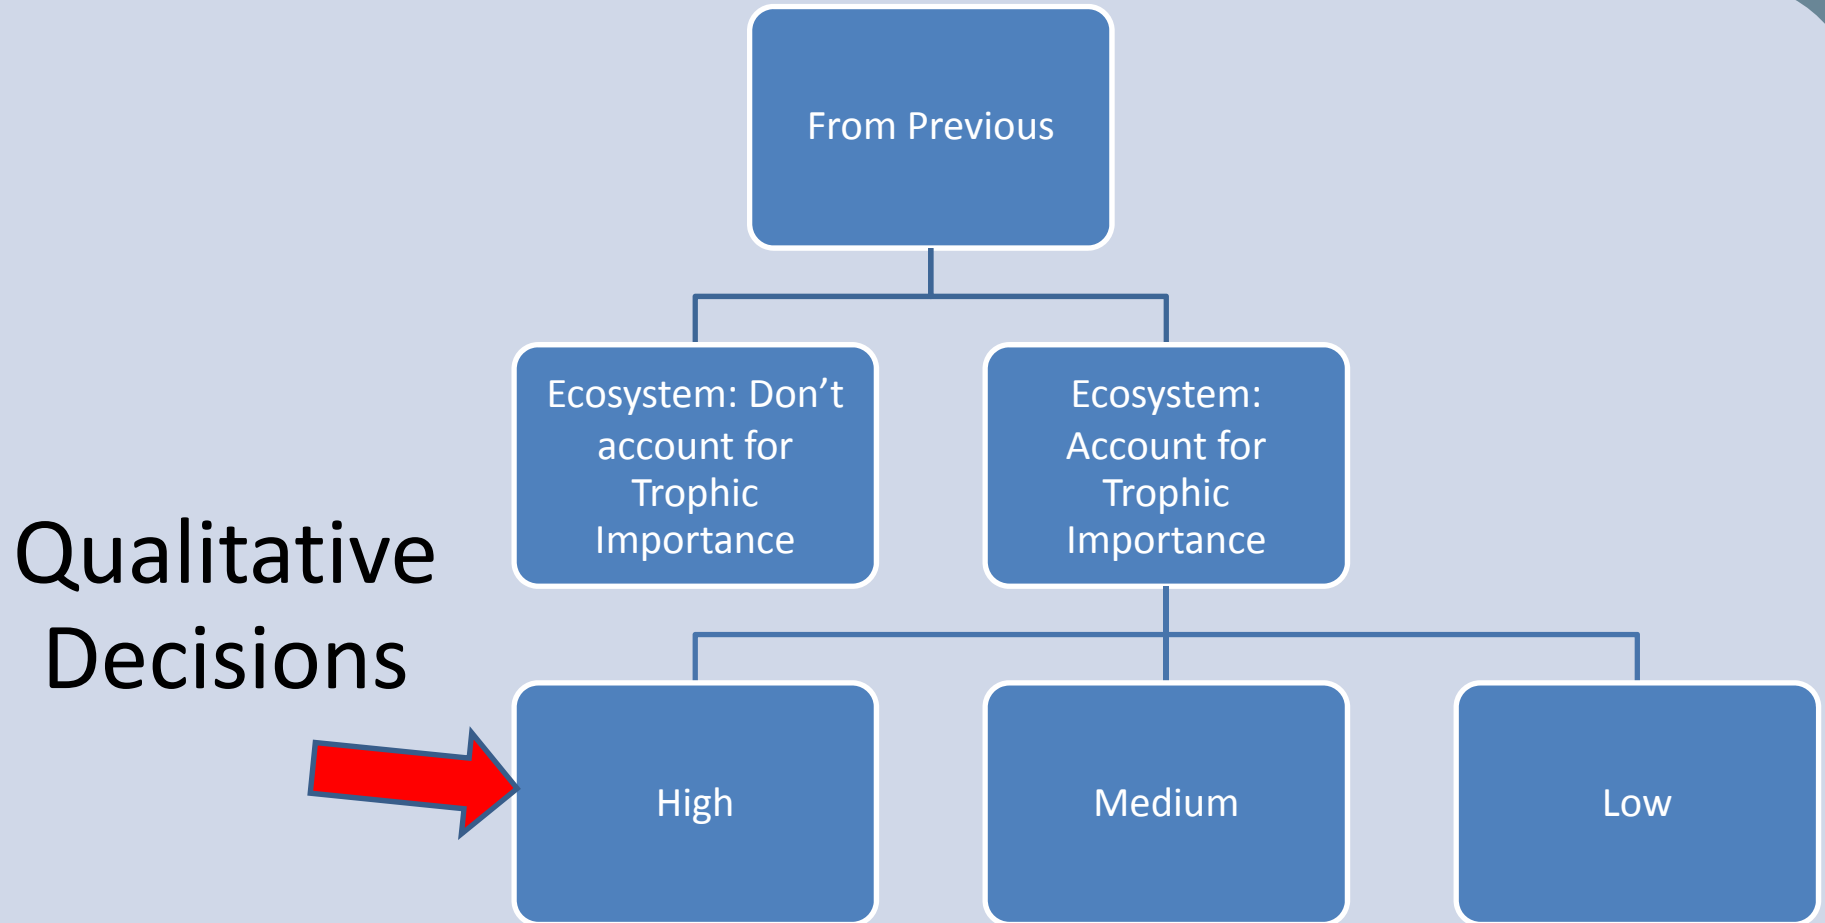 From Previous
Ecosystem: Don’t
account for
Trophic
Importance
Ecosystem:
Account for
Trophic
Importance
Qualitative
Decisions
High
Medium
Low